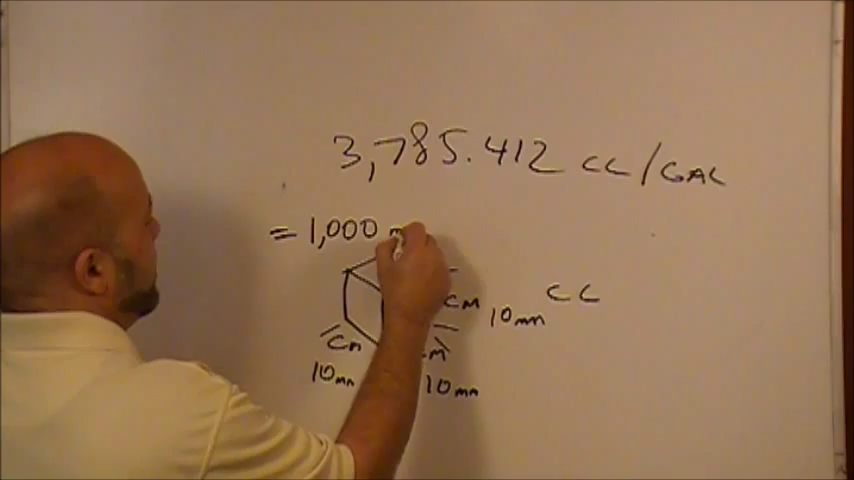 3,785.412 CC/GAL
= 1,000 m
CM 10mm CC
CM CM
10mm 10mm